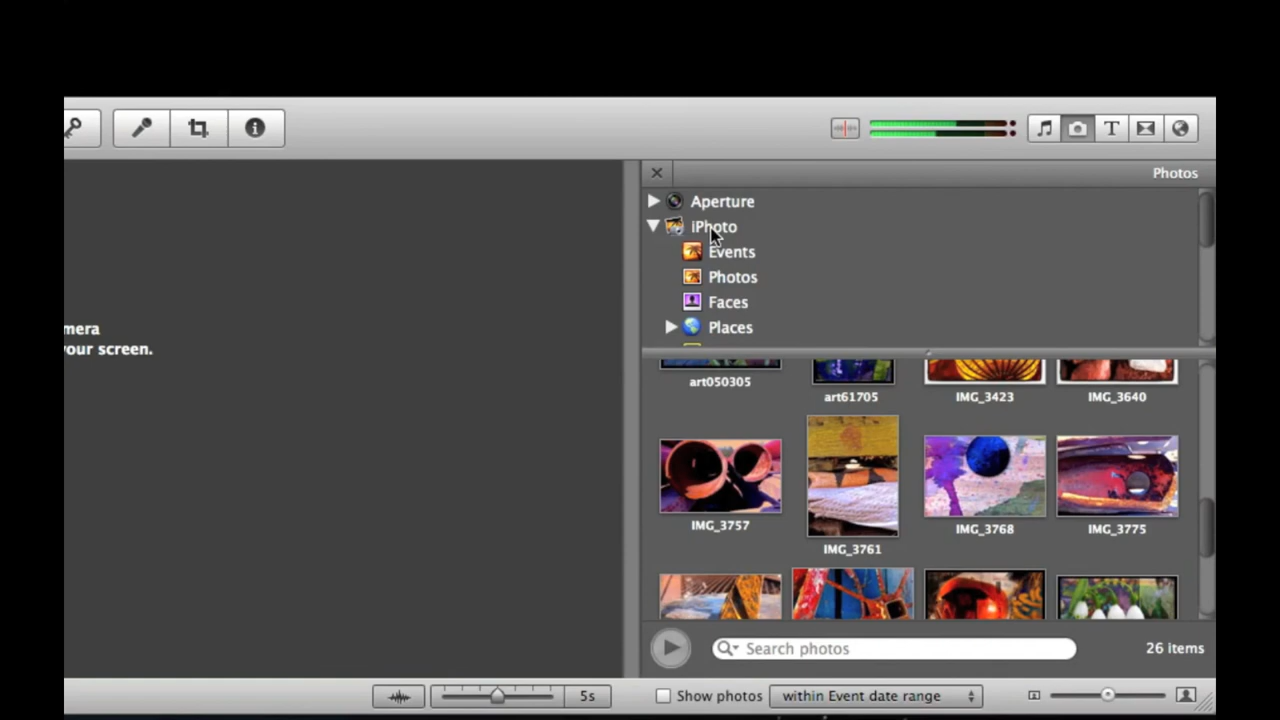 T
Photos
Aperture
iPhoto
Events
Photos
Faces
Places
mera
your screen.
art050305
art61705
IMG_3423
IMG_3640
IMG_3757
IMG_3761
IMG_3768
IMG_3775
Search photos
26 items
5s
Show photos
within Event date range